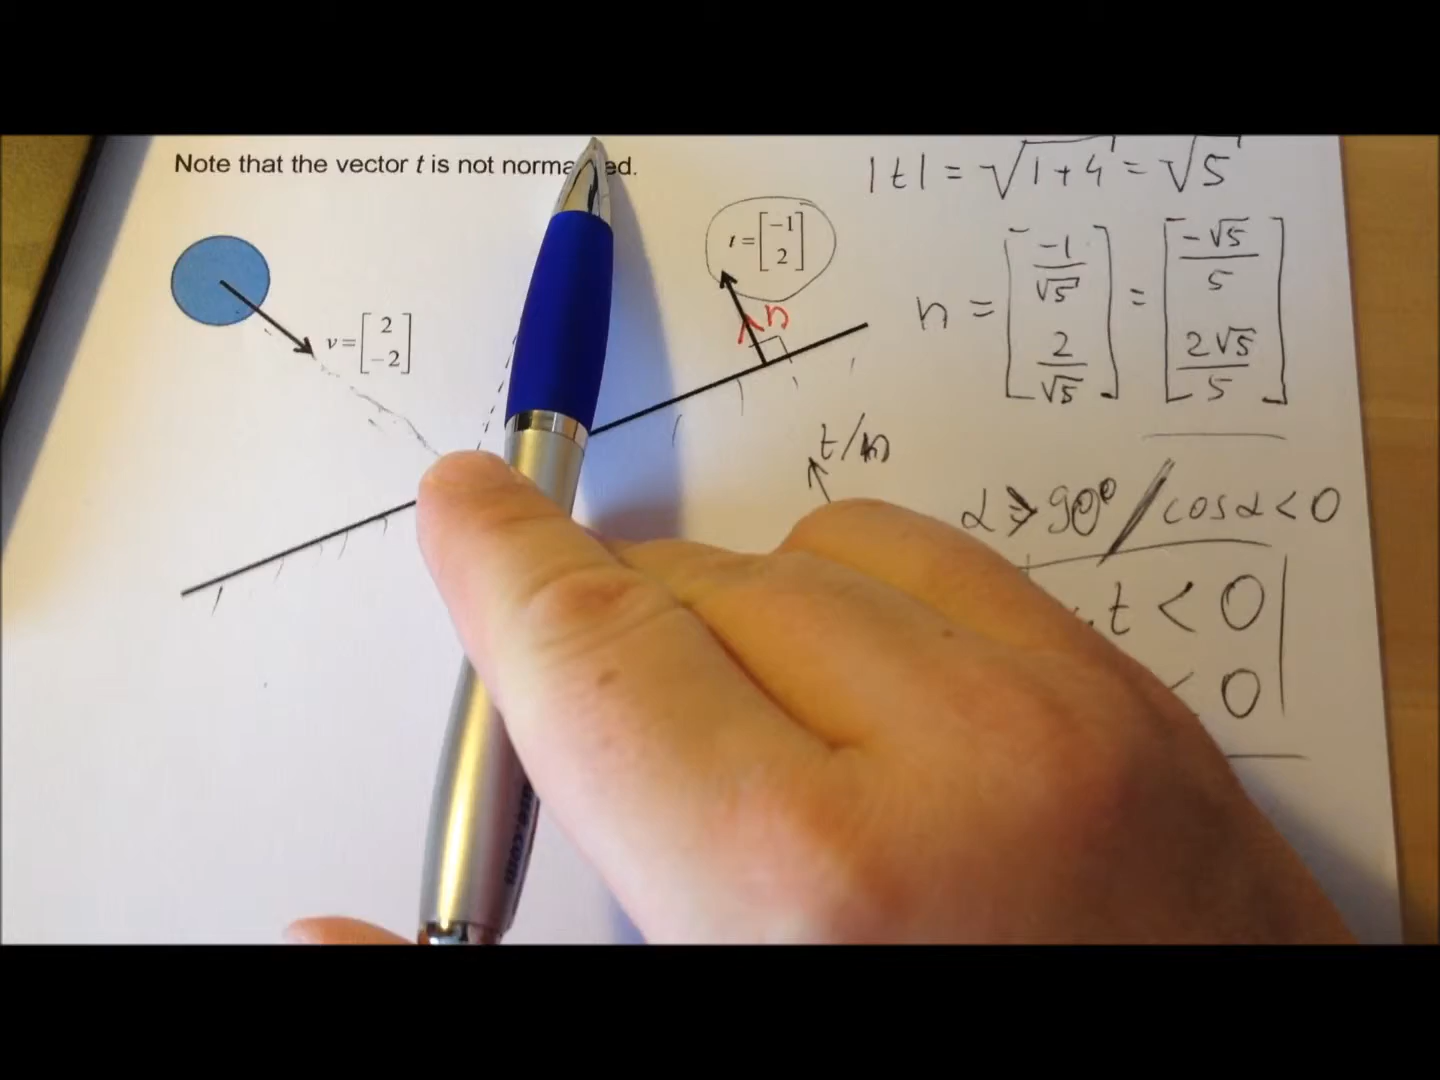 Note that the vector t is not norma ed.
|t| = √1+4 = √5
t = [-1 2]
v = [2 -2]
n
n = [-1/√5 2/√5] = [-√5/5 2√5/5]
t/n
α > 90° / cosα < 0
. t < 0
< 0